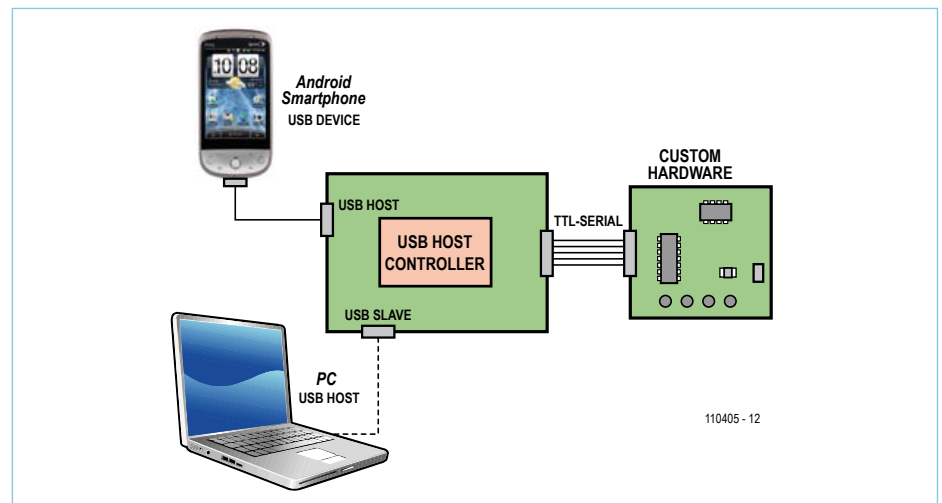 10 08
Android
Smartphone
USB DEVICE
USB HOST
USB HOST
CONTROLLER
USB SLAVE
TTL-SERIAL
CUSTOM
HARDWARE
PC
USB HOST
110405 - 12